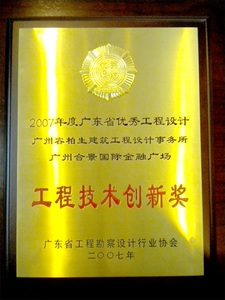 2007年度广东省优秀工程设计
广州容柏生建筑工程设计事务所
广州合景国际金融广场
工程技术创新奖
广东省工程勘察设计行业协会
二〇〇七年